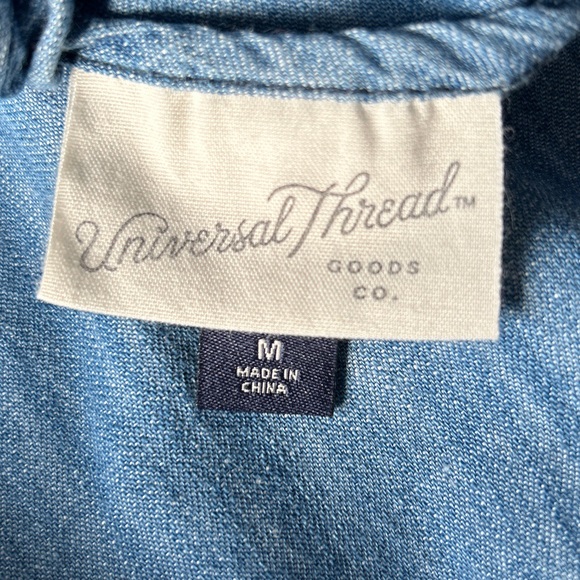 Universal Thread™
GOODS
CO.
M
MADE IN
CHINA